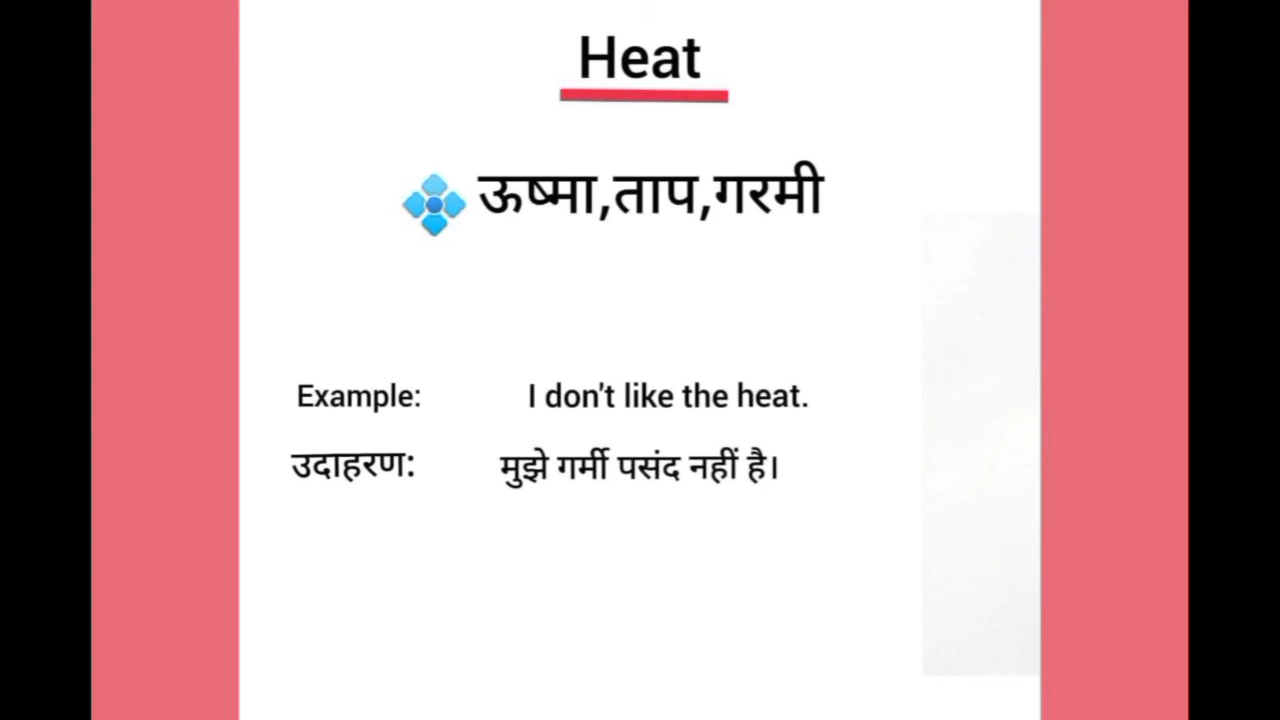 Heat
ऊष्मा,ताप,गरमी
Example: I don't like the heat.
उदाहरण: मुझे गर्मी पसंद नहीं है।